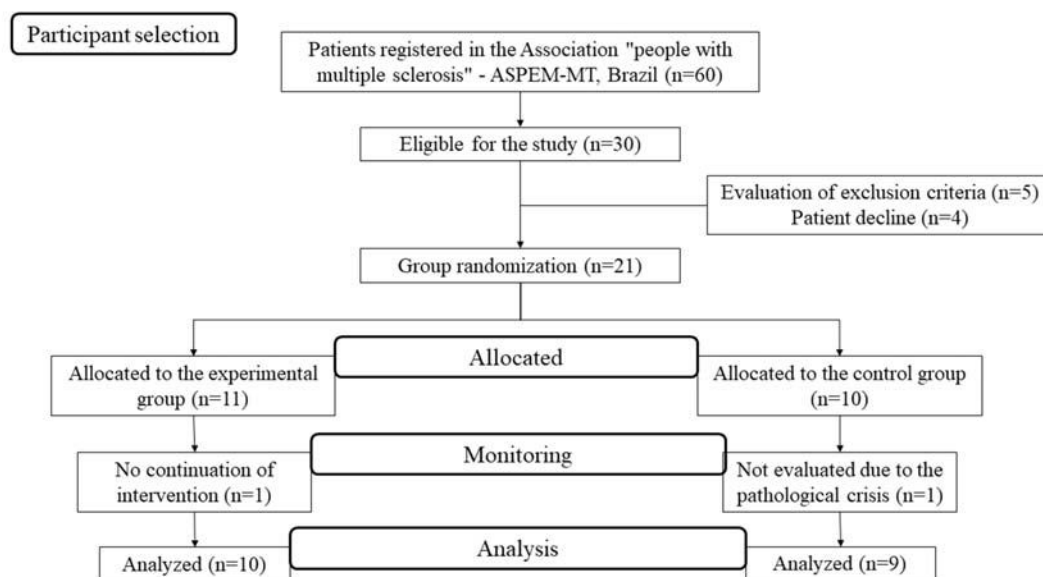 Participant selection
Patients registered in the Association "people with
multiple sclerosis" - ASPEM-MT, Brazil (n=60)
Eligible for the study (n=30)
Evaluation of exclusion criteria (n=5)
Patient decline (n=4)
Group randomization (n=21)
Allocated
Allocated to the experimental
group (n=11)
Allocated to the control group
(n=10)
Monitoring
No continuation of
intervention (n=1)
Not evaluated due to the
pathological crisis (n=1)
Analysis
Analyzed (n=10)
Analyzed (n=9)